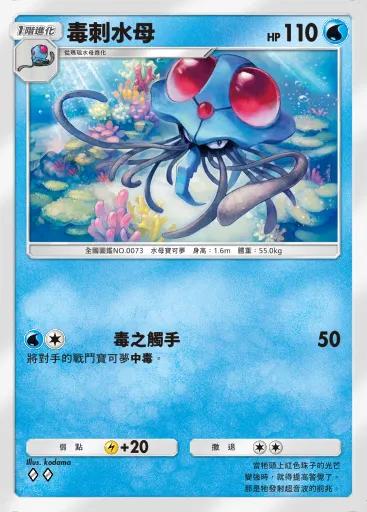 1階進化
毒刺水母
HP 110
從瑪瑙水母進化
全國圖鑑NO.0073 水母寶可夢 身高：1.6m 體重：55.0kg
毒之觸手 50
將對手的戰鬥寶可夢中毒。
弱點 +20
撤退
Illus. kodama
當牠頭上紅色珠子的光芒
變強時，就得提高警覺了。
那是牠發射超音波的前兆。